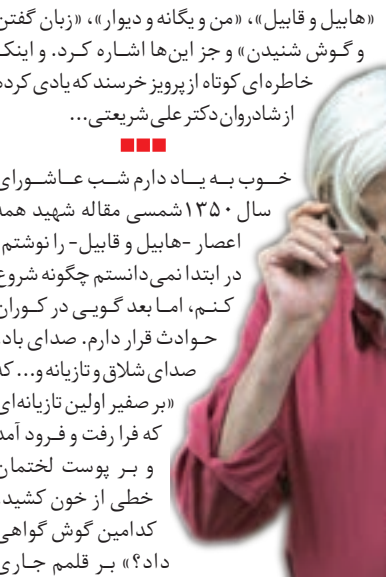 «هابیل و قابیل»، «من و یگانه و دیوار»، «زبان گفتن
و گوش شنیدن» و جز این‌ها اشاره کرد. و اینک
خاطره‌ای کوتاه از پرویز خرسند که یادی کرده
از شادروان دکتر علی شریعتی...
خوب به یاد دارم شب عاشورای
سال ۱۳۵۰شمسی مقاله شهید همه
اعصار -هابیل و قابیل- را نوشتم
در ابتدا نمی‌دانستم چگونه شروع
کنم، اما بعد گویی در کوران
حوادث قرار دارم. صدای باد،
صدای شلاق و تازیانه و... که
«بر صفیر اولین تازیانه‌ای
که فرا رفت و فرود آمد
و بر پوست لختمان
خطی از خون کشید،
کدامین گوش گواهی
داد؟» بر قلمم جاری